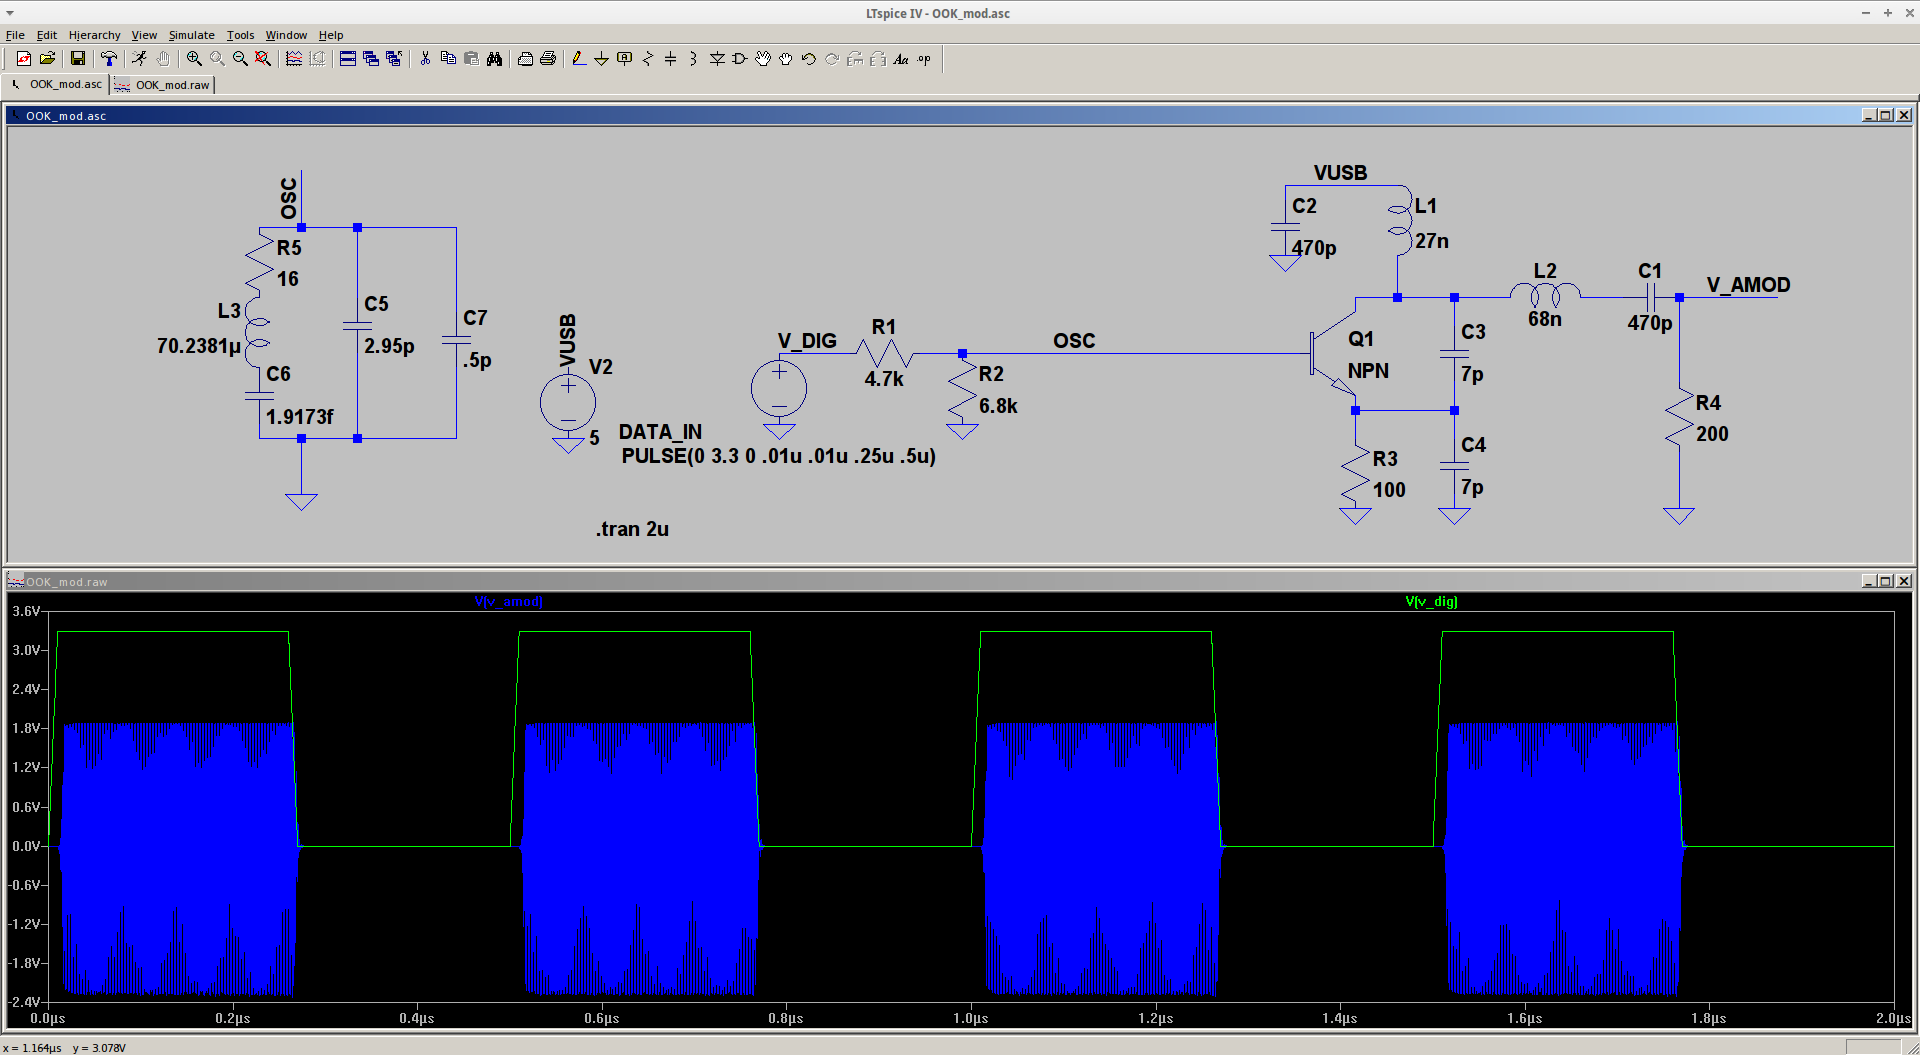 LTspice IV - OOK_mod.asc
File Edit Hierarchy View Simulate Tools Window Help
OOK_mod.asc OOK_mod.raw
OOK_mod.asc
OSC
R5
16
L3
70.2381µ
C6
1.9173f
C5
2.95p
C7
.5p
VUSB
V2
5
V_DIG
R1
4.7k
R2
6.8k
OSC
DATA_IN
PULSE(0 3.3 0 .01u .01u .25u .5u)
.tran 2u
VUSB
C2
470p
L1
27n
Q1
NPN
R3
100
C3
7p
C4
7p
L2
68n
C1
470p
V_AMOD
R4
200
OOK_mod.raw
V(v_amod) V(v_dig)
3.6V
3.0V
2.4V
1.8V
1.2V
0.6V
0.0V
-0.6V
-1.2V
-1.8V
-2.4V
0.0µs 0.2µs 0.4µs 0.6µs 0.8µs 1.0µs 1.2µs 1.4µs 1.6µs 1.8µs 2.0µs
x = 1.164µs y = 3.078V